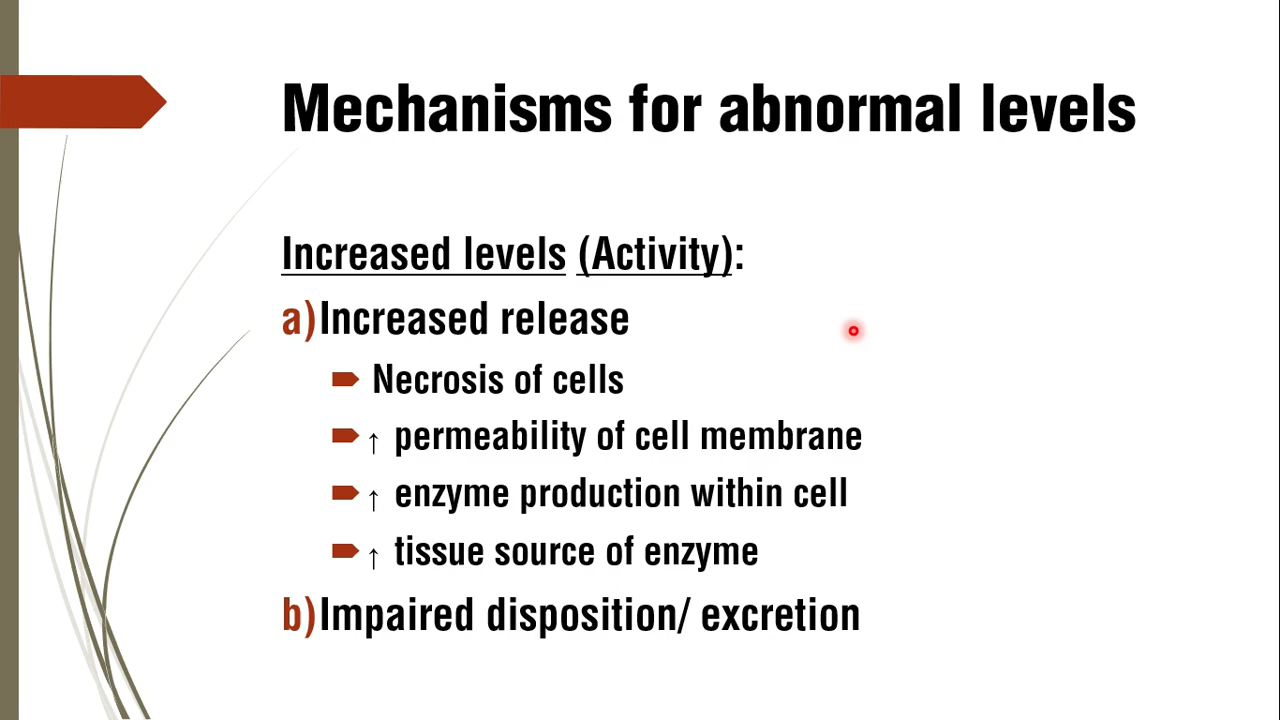 Mechanisms for abnormal levels
Increased levels (Activity):
a)Increased release
Necrosis of cells
↑ permeability of cell membrane
↑ enzyme production within cell
↑ tissue source of enzyme
b)Impaired disposition/ excretion